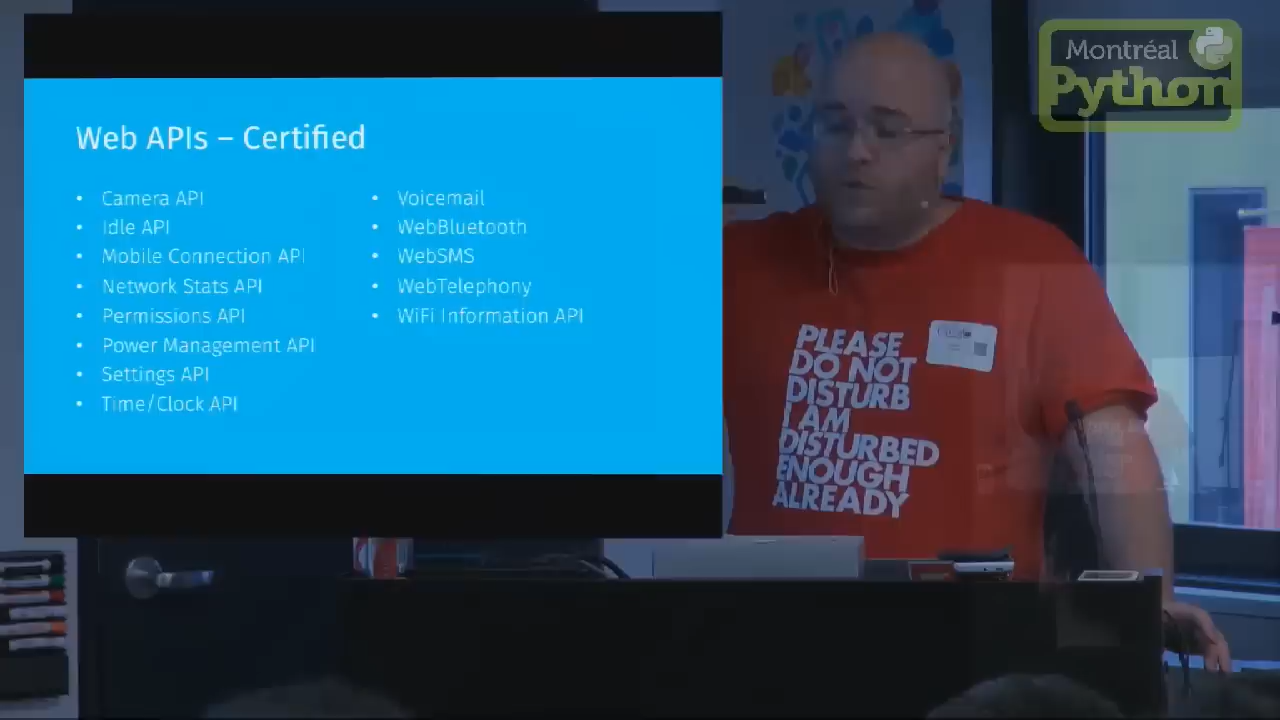 Montréal
Python
Web APIs – Certified
• Camera API
• Idle API
• Mobile Connection API
• Network Stats API
• Permissions API
• Power Management API
• Settings API
• Time/Clock API
• Voicemail
• WebBluetooth
• WebSMS
• WebTelephony
• WiFi Information API
PLEASE
DO NOT
DISTURB
I AM
DISTURBED
ENOUGH
ALREADY